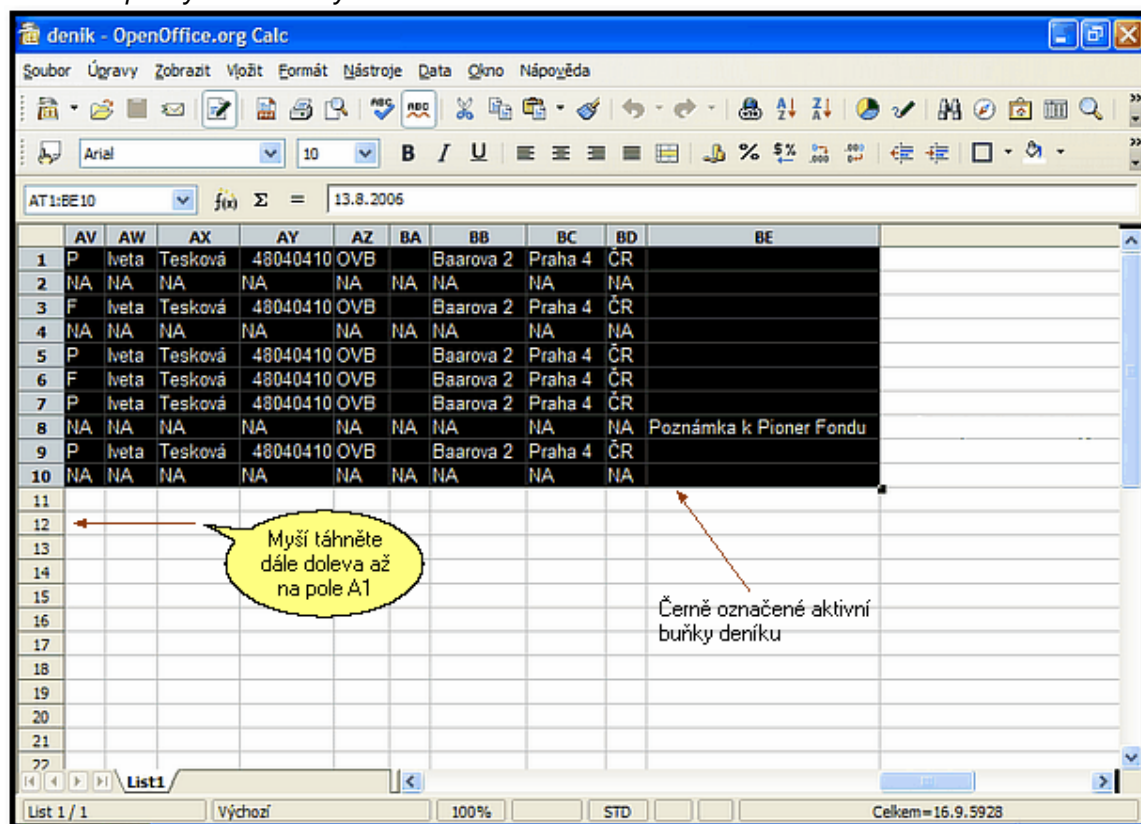 deník - OpenOffice.org Calc
Soubor Úpravy Zobrazit Vložit Formát Nástroje Data Okno Nápověda
Arial 10 B I U
AT1:BE10 f(x) Σ = 13.8.2006
AV AW AX AY AZ BA BB BC BD BE
1 P Iveta Tesková 48040410 OVB Baarova 2 Praha 4 ČR
2 NA NA NA NA NA NA NA NA NA
3 F Iveta Tesková 48040410 OVB Baarova 2 Praha 4 ČR
4 NA NA NA NA NA NA NA NA NA
5 P Iveta Tesková 48040410 OVB Baarova 2 Praha 4 ČR
6 F Iveta Tesková 48040410 OVB Baarova 2 Praha 4 ČR
7 P Iveta Tesková 48040410 OVB Baarova 2 Praha 4 ČR
8 NA NA NA NA NA NA NA NA NA Poznámka k Pioner Fondu
9 P Iveta Tesková 48040410 OVB Baarova 2 Praha 4 ČR
10 NA NA NA NA NA NA NA NA NA
11
12
13
14
15
16
17
18
19
20
21
22
Myší táhněte
dále doleva až
na pole A1
Černě označené aktivní
buňky deníku
List1
List 1 / 1 Výchozí 100% STD Celkem=16.9.5928